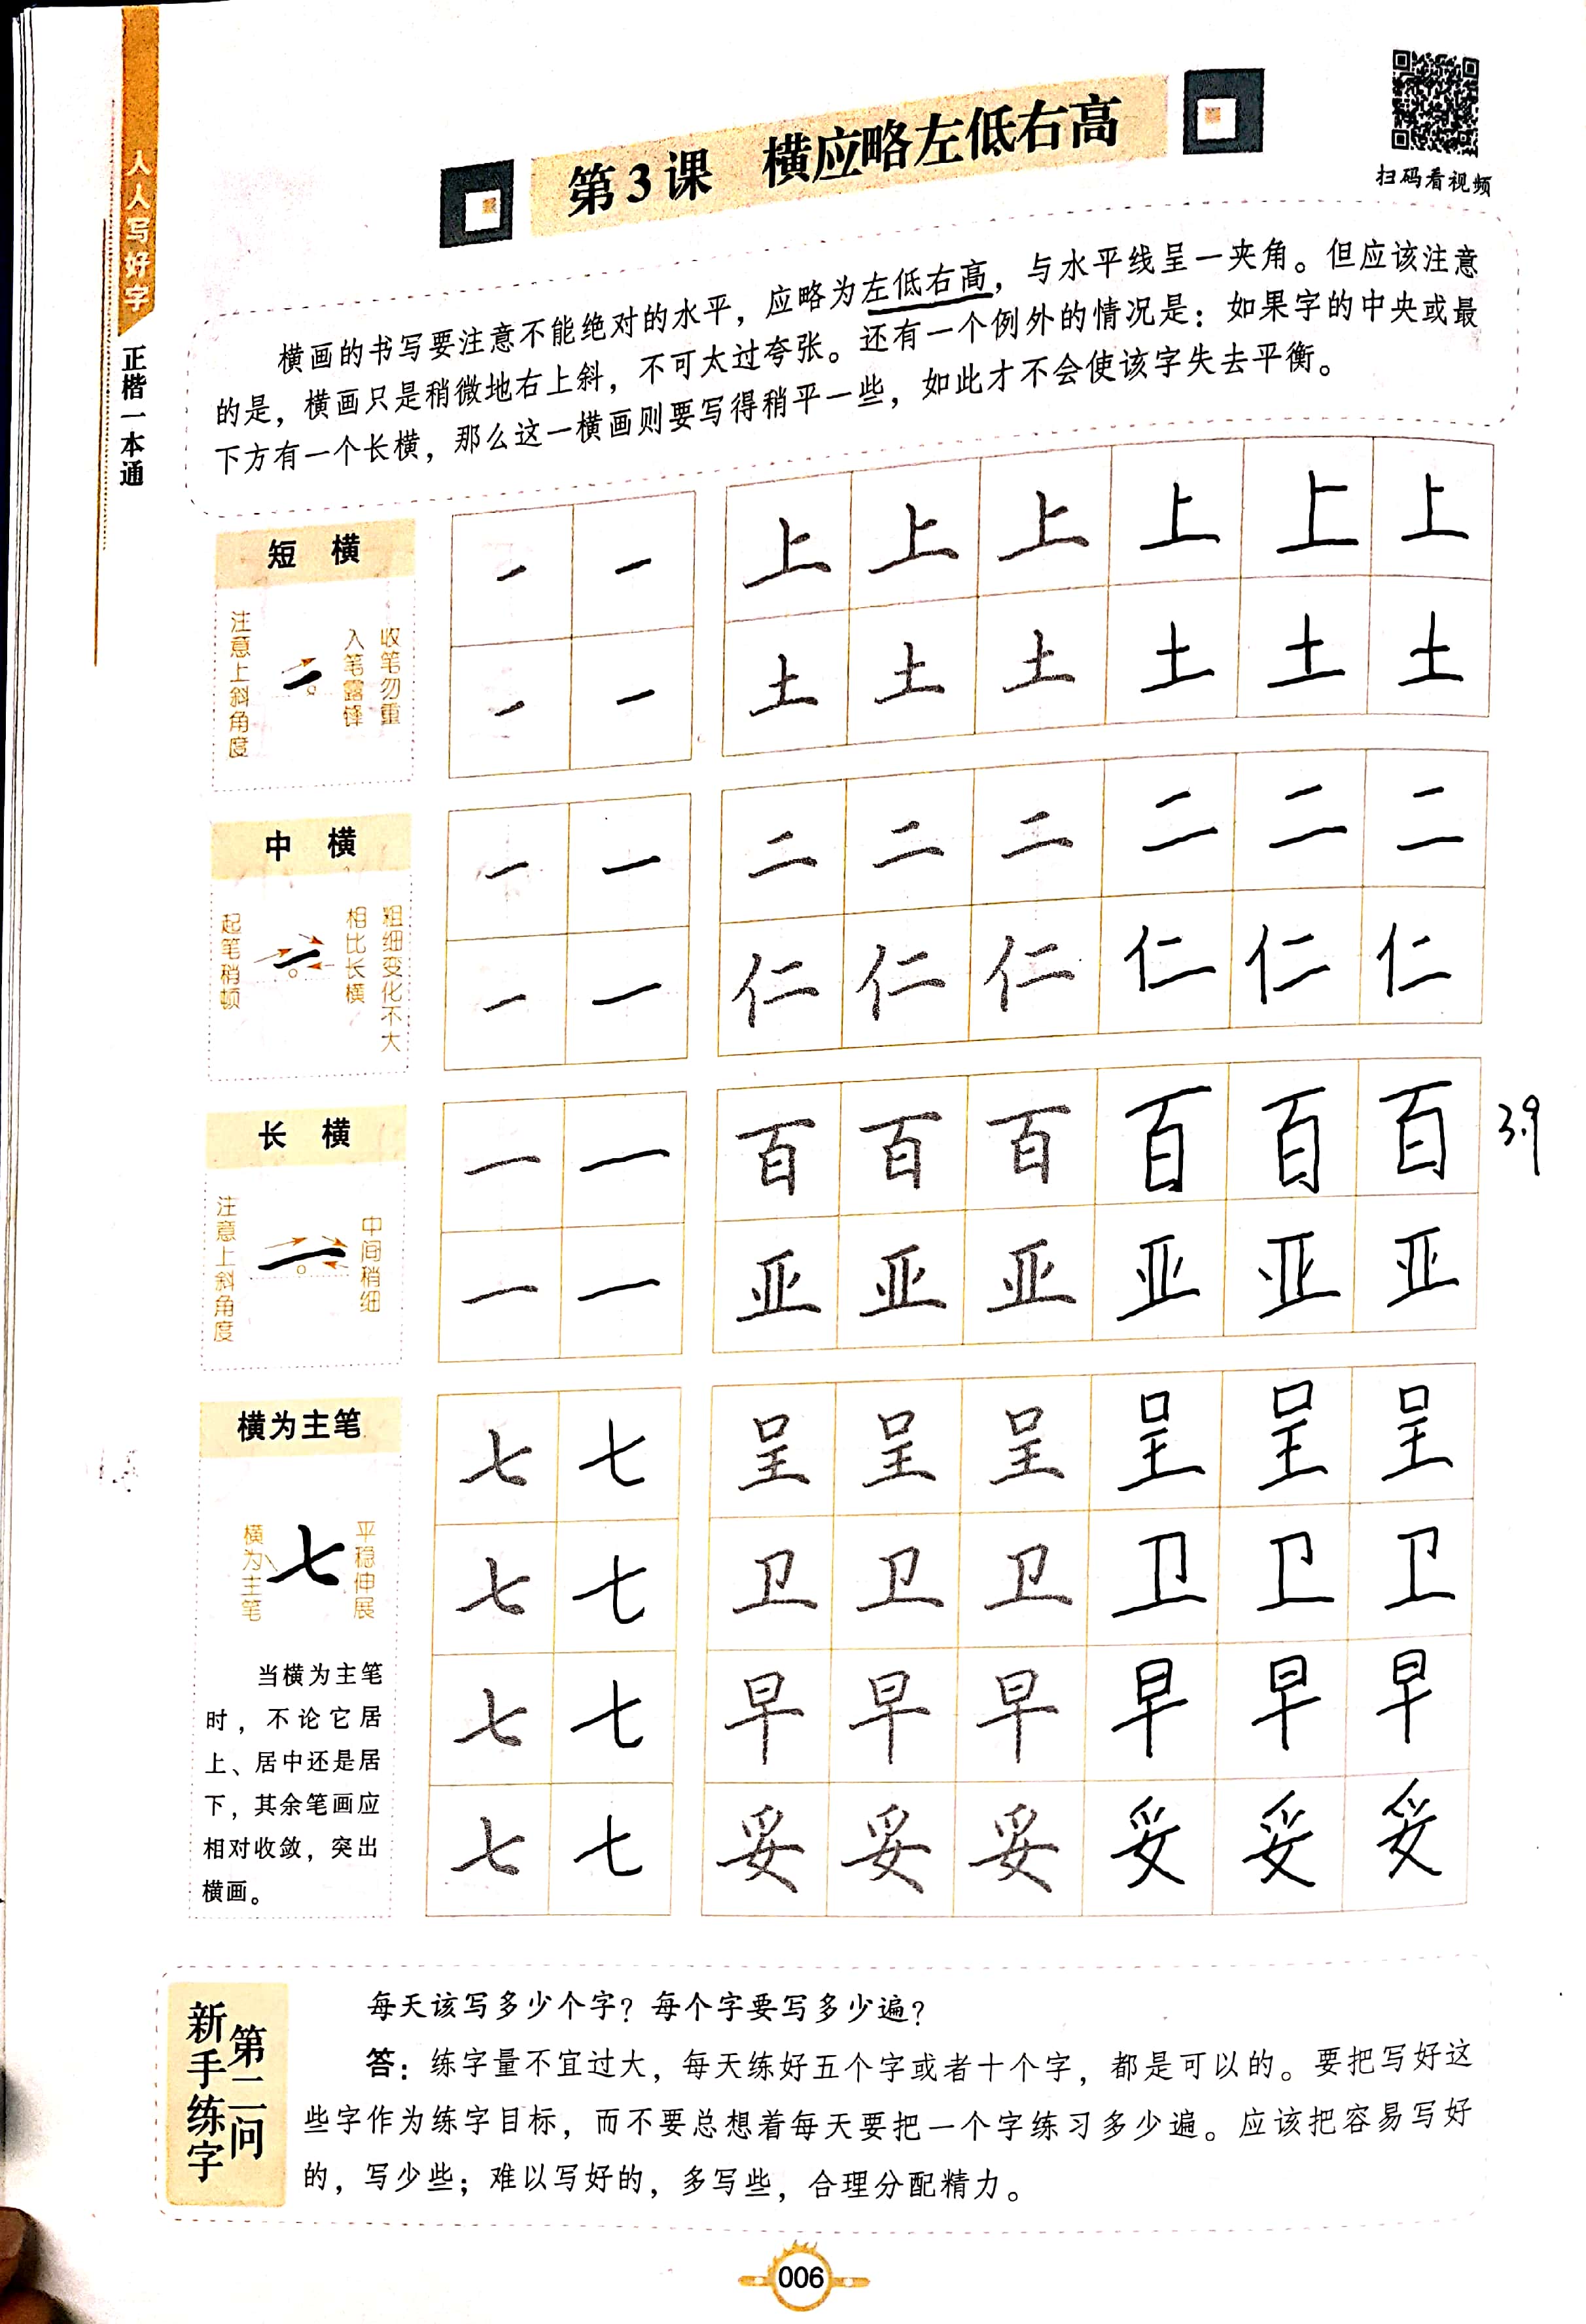 人人写好字
正楷一本通
第3课 横应略左低右高
扫码看视频
横画的书写要注意不能绝对的水平，应略为左低右高，与水平线呈一夹角。但应该注意
的是，横画只是稍微地右上斜，不可太过夸张。还有一个例外的情况是：如果字的中央或最
下方有一个长横，那么这一横画则要写得稍平一些，如此才不会使该字失去平衡。
短横
注意上斜角度
入笔露锋
收笔勿重
一 一 上 上 上 上 上 上
一 一 土 土 土 土 土 土
中横
起笔稍顿
相比长横
粗细变化不大
一 一 二 二 二 二 二 二
一 一 仁 仁 仁 仁 仁 仁
长横
注意上斜角度
中间稍细
一 一 百 百 百 百 百 百 3.9
一 一 亚 亚 亚 亚 亚 亚
横为主笔
横为主笔
七
平稳伸展
当横为主笔
时，不论它居
上、居中还是居
下，其余笔画应
相对收敛，突出
横画。
七 七 呈 呈 呈 呈 呈 呈
七 七 卫 卫 卫 卫 卫 卫
七 七 早 早 早 早 早 早
七 七 妥 妥 妥 妥 妥 妥
新手练字
第二问
每天该写多少个字？每个字要写多少遍？
答：练字量不宜过大，每天练好五个字或者十个字，都是可以的。要把写好这
些字作为练字目标，而不要总想着每天要把一个字练习多少遍。应该把容易写好
的，写少些；难以写好的，多写些，合理分配精力。
006